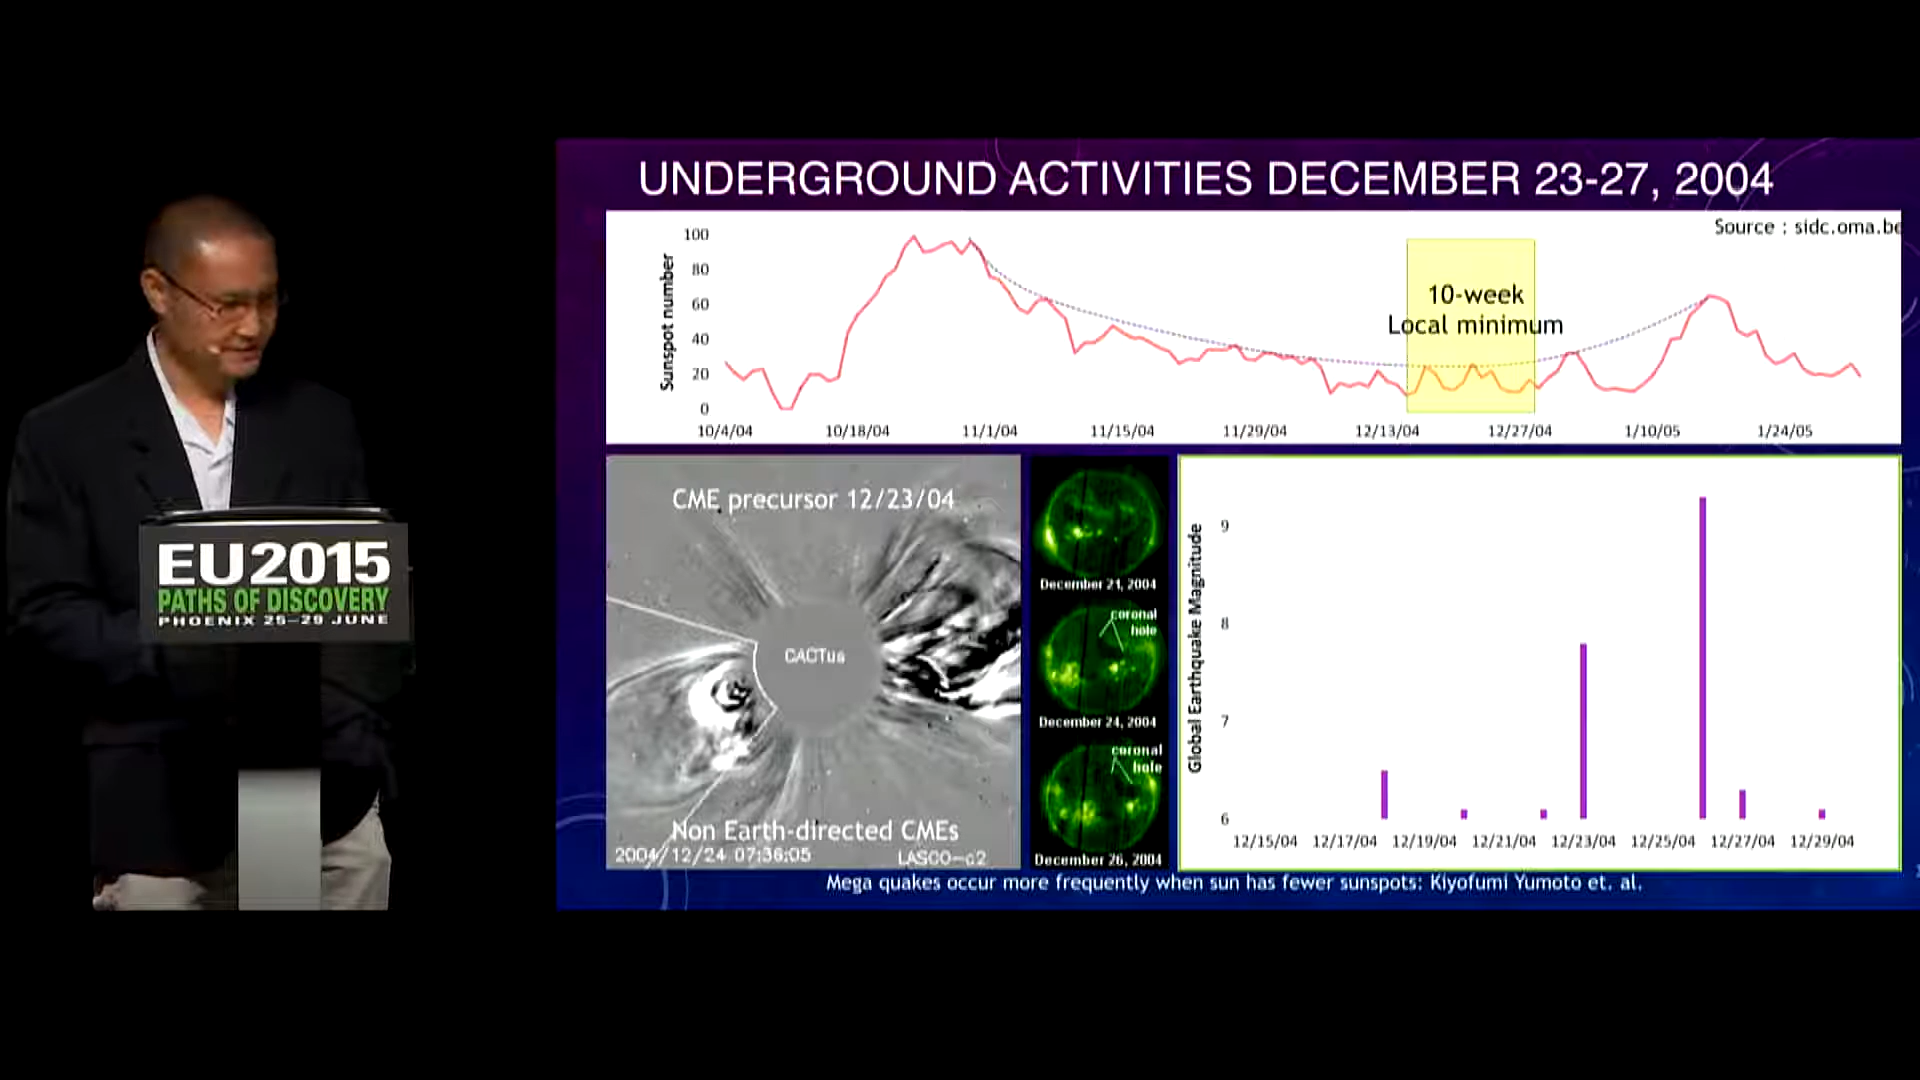 UNDERGROUND ACTIVITIES DECEMBER 23-27, 2004
Source : sidc.oma.be
Sunspot number
100
80
60
40
20
0
10-week
Local minimum
10/4/04 10/18/04 11/1/04 11/15/04 11/29/04 12/13/04 12/27/04 1/10/05 1/24/05
CME precursor 12/23/04
CACTus
Non Earth-directed CMEs
2004/12/24 07:36:05 LASCO-c2
December 21, 2004
coronal
hole
December 24, 2004
coronal
hole
December 26, 2004
Global Earthquake Magnitude
9
8
7
6
12/15/04 12/17/04 12/19/04 12/21/04 12/23/04 12/25/04 12/27/04 12/29/04
Mega quakes occur more frequently when sun has fewer sunspots: Kiyofumi Yumoto et. al.
EU2015
PATHS OF DISCOVERY
PHOENIX 25-29 JUNE